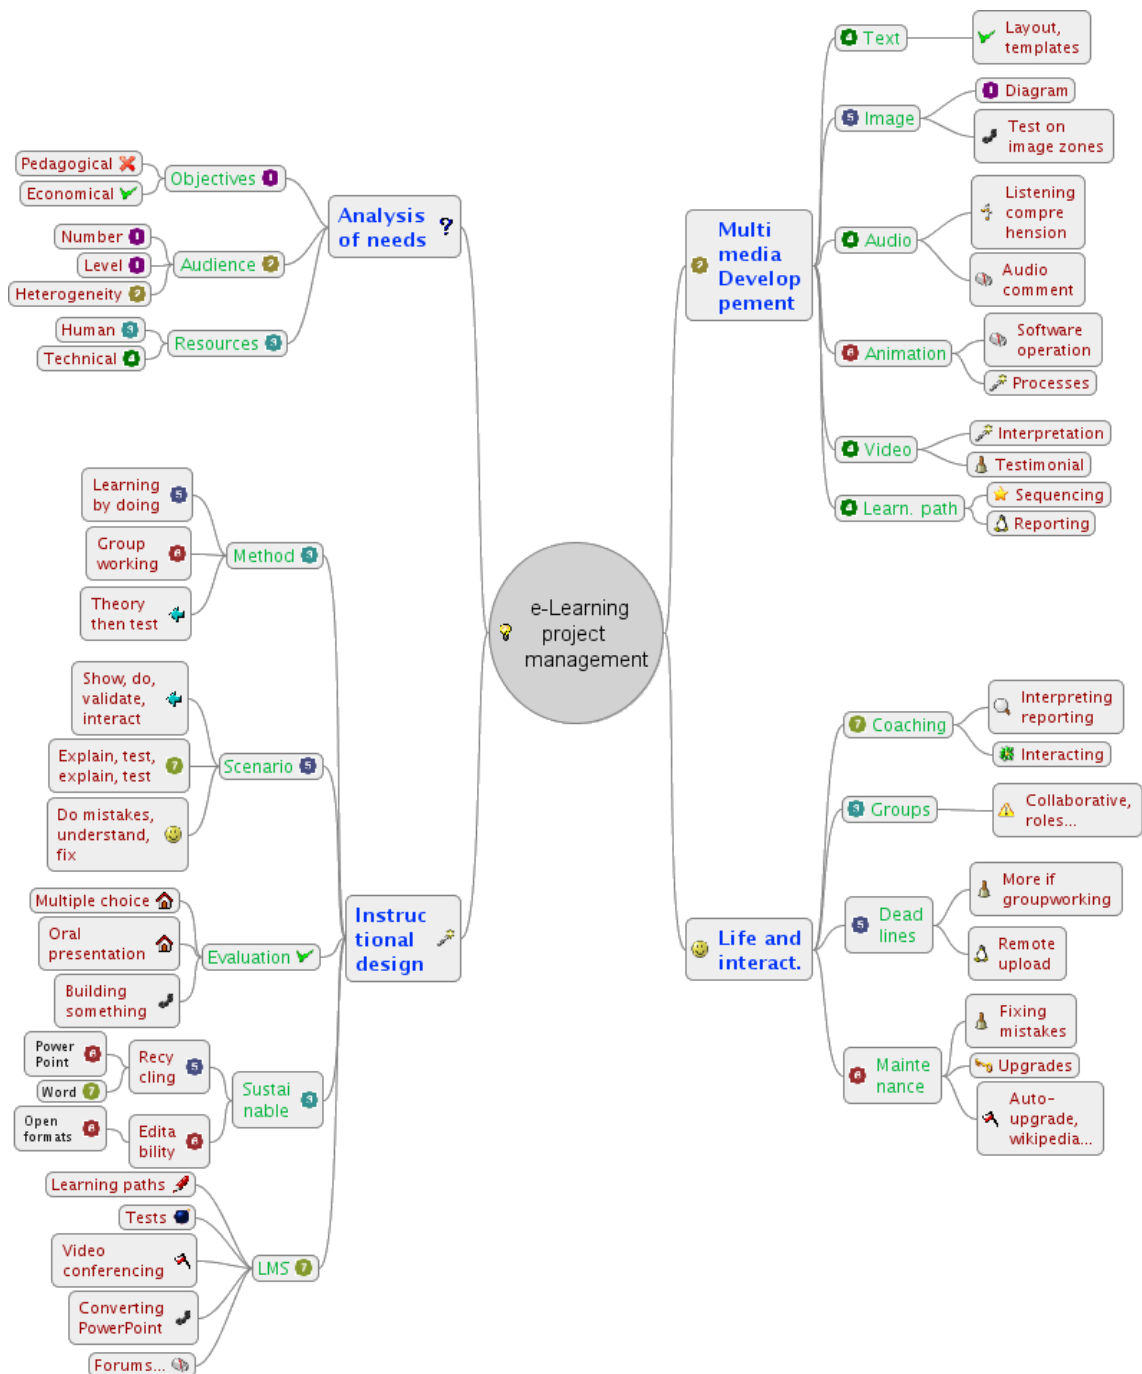 e-Learning
project
management
Analysis
of needs
Objectives
Pedagogical
Economical
Audience
Number
Level
Heterogeneity
Resources
Human
Technical
Instruc
tional
design
Method
Learning
by doing
Group
working
Theory
then test
Scenario
Show, do,
validate,
interact
Explain, test,
explain, test
Do mistakes,
understand,
fix
Evaluation
Multiple choice
Oral
presentation
Building
something
Sustai
nable
Recy
cling
Power
Point
Word
Edita
bility
Open
formats
LMS
Learning paths
Tests
Video
conferencing
Converting
PowerPoint
Forums...
Multi
media
Develop
pement
Text
Layout,
templates
Image
Diagram
Test on
image zones
Audio
Listening
compre
hension
Audio
comment
Animation
Software
operation
Processes
Video
Interpretation
Testimonial
Learn. path
Sequencing
Reporting
Life and
interact.
Coaching
Interpreting
reporting
Interacting
Groups
Collaborative,
roles...
Dead
lines
More if
groupworking
Remote
upload
Mainte
nance
Fixing
mistakes
Upgrades
Auto-
upgrade,
wikipedia...